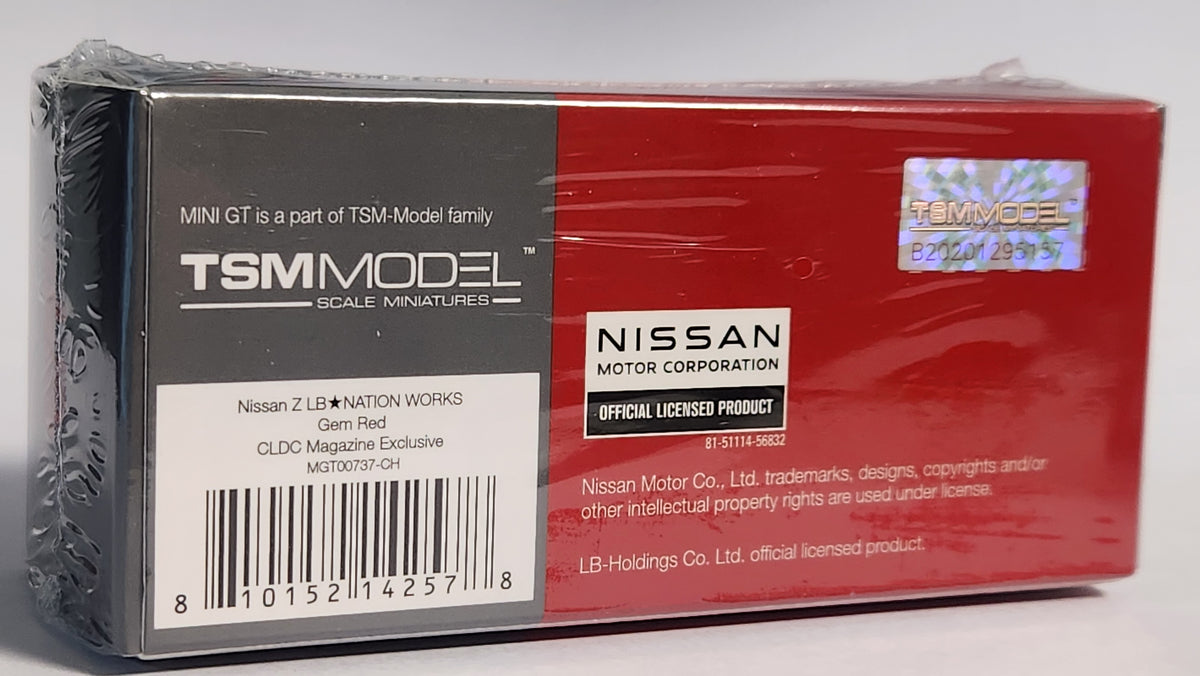 MINI GT is a part of TSM-Model family
TSMMODEL™
SCALE MINIATURES
Nissan Z LB★NATION WORKS
Gem Red
CLDC Magazine Exclusive
MGT00737-CH
8 10152 14257 8
TSMMODEL
B20201295157
NISSAN
MOTOR CORPORATION
OFFICIAL LICENSED PRODUCT
81-51114-56832
Nissan Motor Co., Ltd. trademarks, designs, copyrights and/or
other intellectual property rights are used under license.
LB-Holdings Co. Ltd. official licensed product.